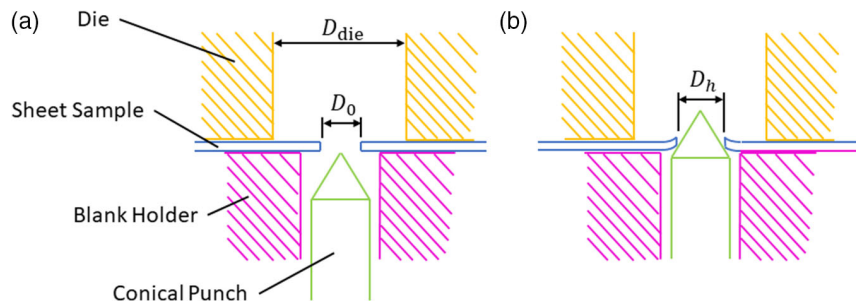 (a)
Die
D_die
Sheet Sample
D_0
Blank Holder
Conical Punch
(b)
D_h